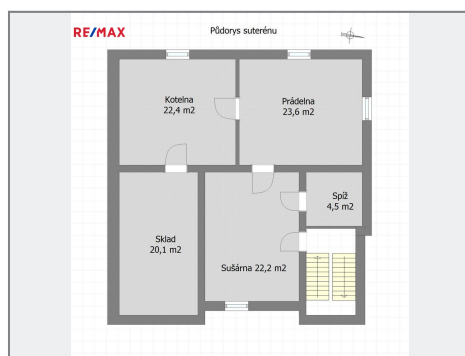 RE/MAX
Půdorys suterénu
Kotelna
22,4 m2
Prádelna
23,6 m2
Spíž
4,5 m2
Sklad
20,1 m2
Sušárna 22,2 m2